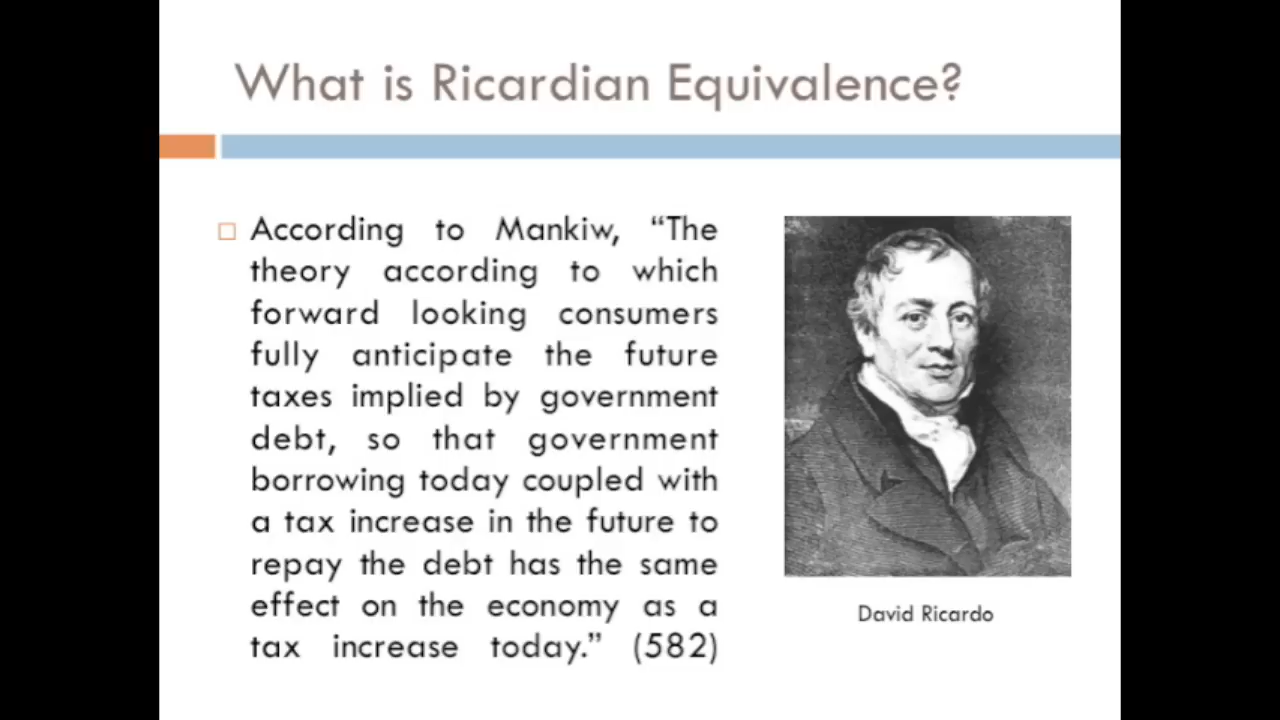 What is Ricardian Equivalence?
According to Mankiw, “The
theory according to which
forward looking consumers
fully anticipate the future
taxes implied by government
debt, so that government
borrowing today coupled with
a tax increase in the future to
repay the debt has the same
effect on the economy as a
tax increase today.” (582)
David Ricardo